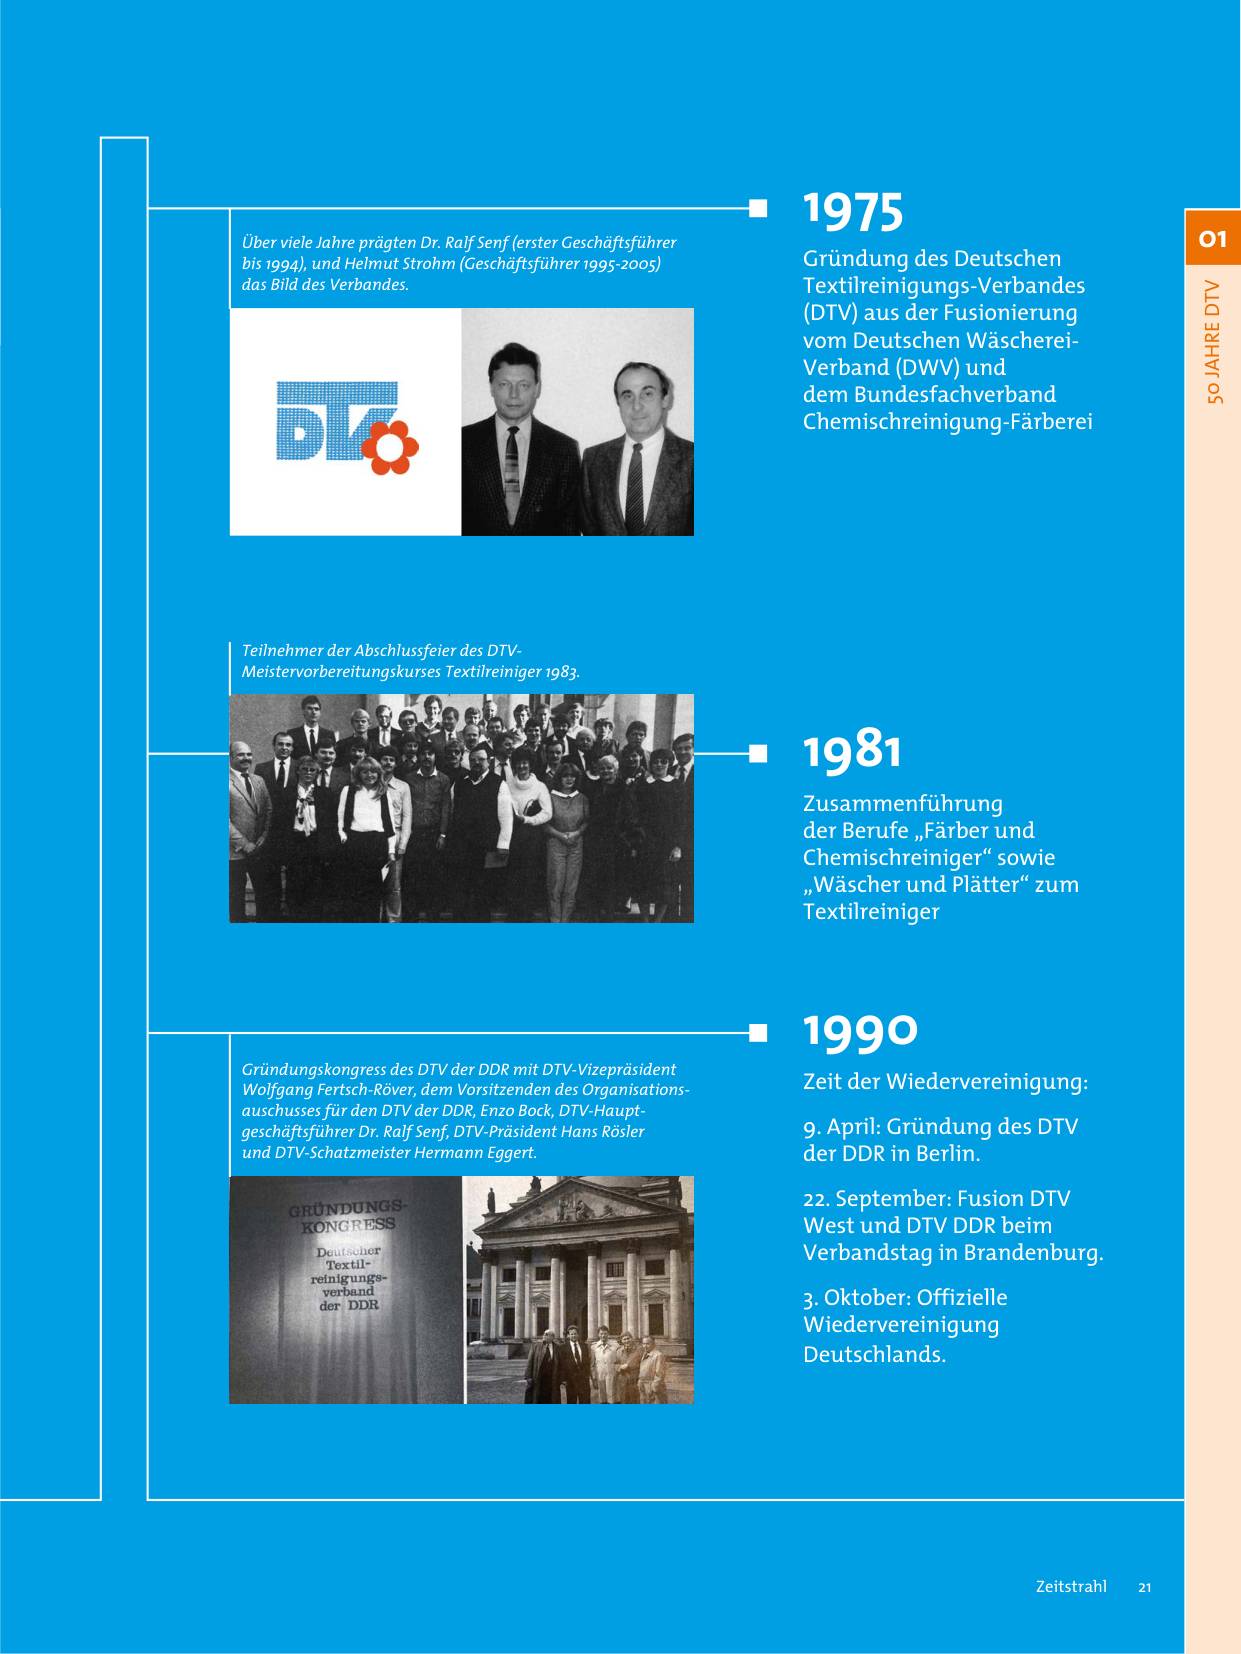 1975
Gründung des Deutschen
Textilreinigungs-Verbandes
(DTV) aus der Fusionierung
vom Deutschen Wäscherei-
Verband (DWV) und
dem Bundesfachverband
Chemischreinigung-Färberei
Über viele Jahre prägten Dr. Ralf Senf (erster Geschäftsführer
bis 1994), und Helmut Strohm (Geschäftsführer 1995-2005)
das Bild des Verbandes.
DTV
Teilnehmer der Abschlussfeier des DTV-
Meistervorbereitungskurses Textilreiniger 1983.
1981
Zusammenführung
der Berufe „Färber und
Chemischreiniger“ sowie
„Wäscher und Plätter“ zum
Textilreiniger
1990
Zeit der Wiedervereinigung:
9. April: Gründung des DTV
der DDR in Berlin.
22. September: Fusion DTV
West und DTV DDR beim
Verbandstag in Brandenburg.
3. Oktober: Offizielle
Wiedervereinigung
Deutschlands.
Gründungskongress des DTV der DDR mit DTV-Vizepräsident
Wolfgang Fertsch-Röver, dem Vorsitzenden des Organisations-
auschusses für den DTV der DDR, Enzo Bock, DTV-Haupt-
geschäftsführer Dr. Ralf Senf, DTV-Präsident Hans Rösler
und DTV-Schatzmeister Hermann Eggert.
GRÜNDUNGS-
KONGRESS
Deutscher
Textil-
reinigungs-
verband
der DDR
01
50 JAHRE DTV
Zeitstrahl 21